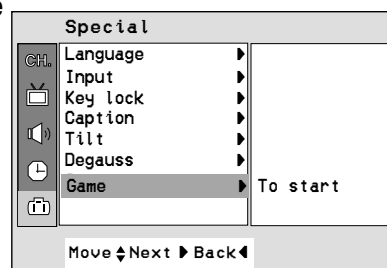 e
Special
CH.
Language
Input
Key lock
Caption
Tilt
Degauss
Game To start
Move Next Back